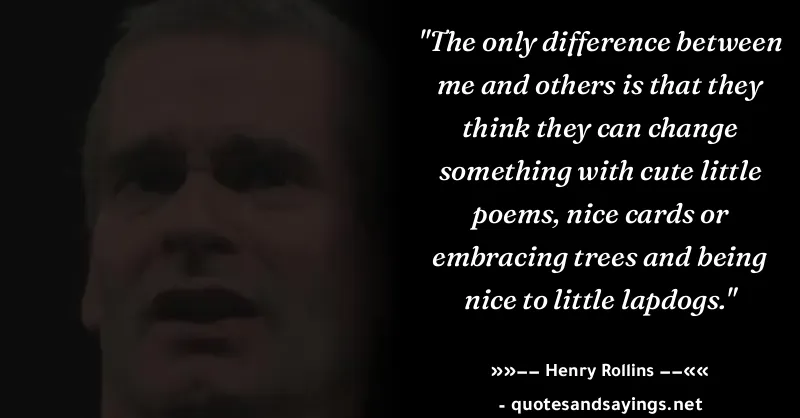 "The only difference between
me and others is that they
think they can change
something with cute little
poems, nice cards or
embracing trees and being
nice to little lapdogs."
»»−− Henry Rollins −−««
- quotesandsayings.net